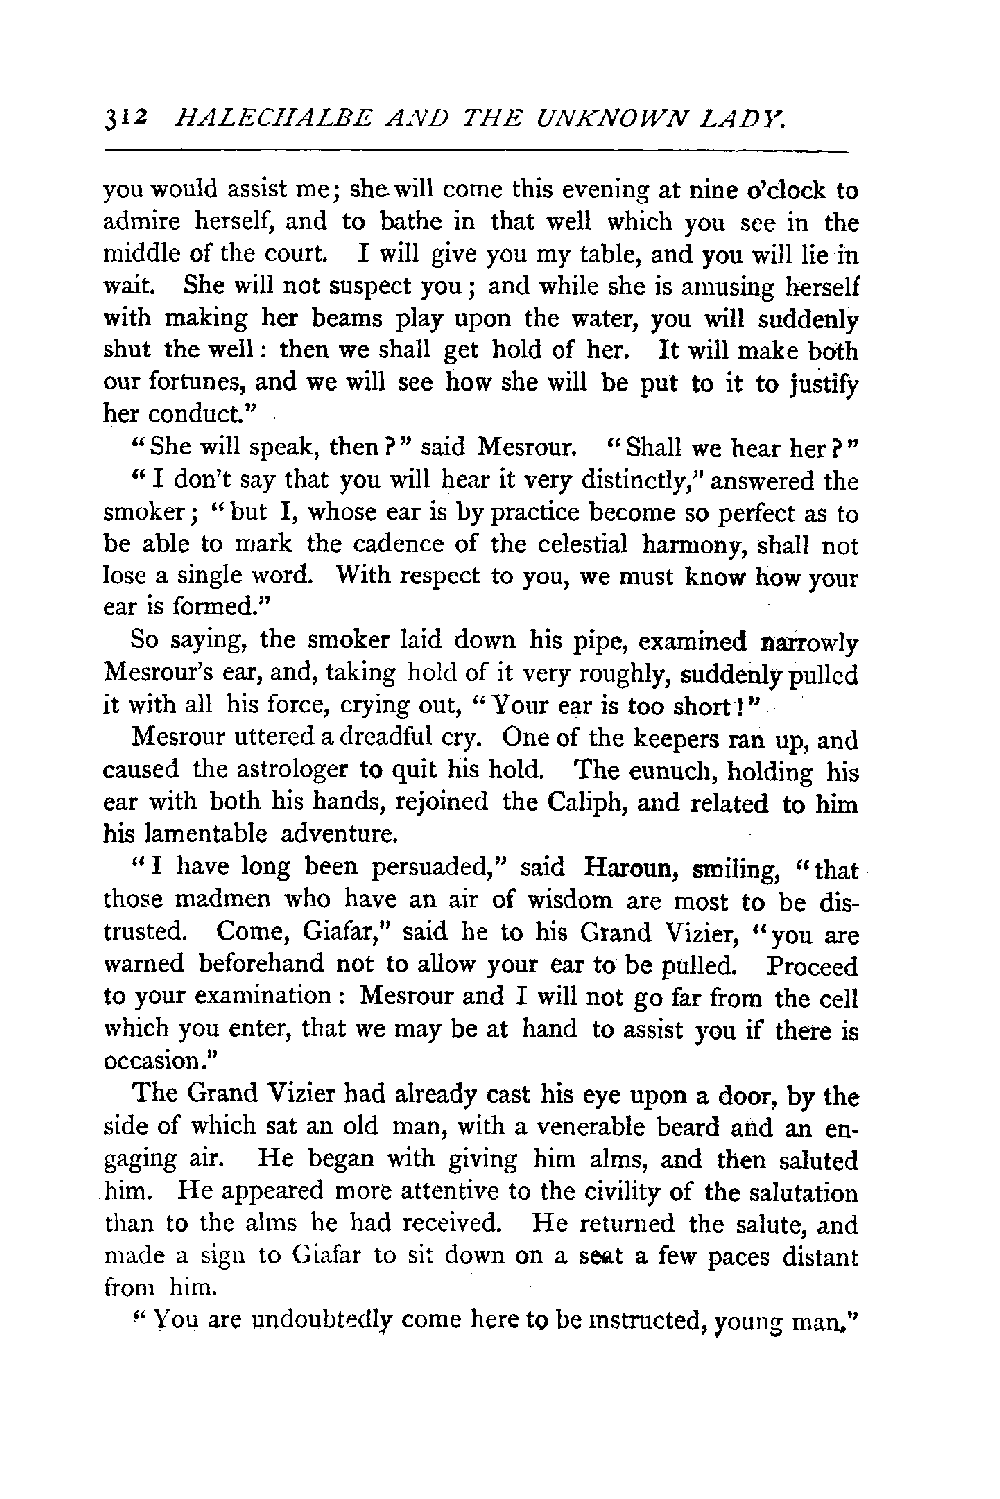 312 HALECHALBE AND THE UNKNOWN LADY.
you would assist me; she will come this evening at nine o'clock to
admire herself, and to bathe in that well which you see in the
middle of the court. I will give you my table, and you will lie in
wait. She will not suspect you; and while she is amusing herself
with making her beams play upon the water, you will suddenly
shut the well: then we shall get hold of her. It will make both
our fortunes, and we will see how she will be put to it to justify
her conduct."
"She will speak, then?" said Mesrour. "Shall we hear her?"
"I don't say that you will hear it very distinctly," answered the
smoker; "but I, whose ear is by practice become so perfect as to
be able to mark the cadence of the celestial harmony, shall not
lose a single word. With respect to you, we must know how your
ear is formed."
So saying, the smoker laid down his pipe, examined narrowly
Mesrour's ear, and, taking hold of it very roughly, suddenly pulled
it with all his force, crying out, "Your ear is too short!"
Mesrour uttered a dreadful cry. One of the keepers ran up, and
caused the astrologer to quit his hold. The eunuch, holding his
ear with both his hands, rejoined the Caliph, and related to him
his lamentable adventure.
"I have long been persuaded," said Haroun, smiling, "that
those madmen who have an air of wisdom are most to be dis-
trusted. Come, Giafar," said he to his Grand Vizier, "you are
warned beforehand not to allow your ear to be pulled. Proceed
to your examination: Mesrour and I will not go far from the cell
which you enter, that we may be at hand to assist you if there is
occasion."
The Grand Vizier had already cast his eye upon a door, by the
side of which sat an old man, with a venerable beard and an en-
gaging air. He began with giving him alms, and then saluted
him. He appeared more attentive to the civility of the salutation
than to the alms he had received. He returned the salute, and
made a sign to Giafar to sit down on a seat a few paces distant
from him.
"You are undoubtedly come here to be instructed, young man,"